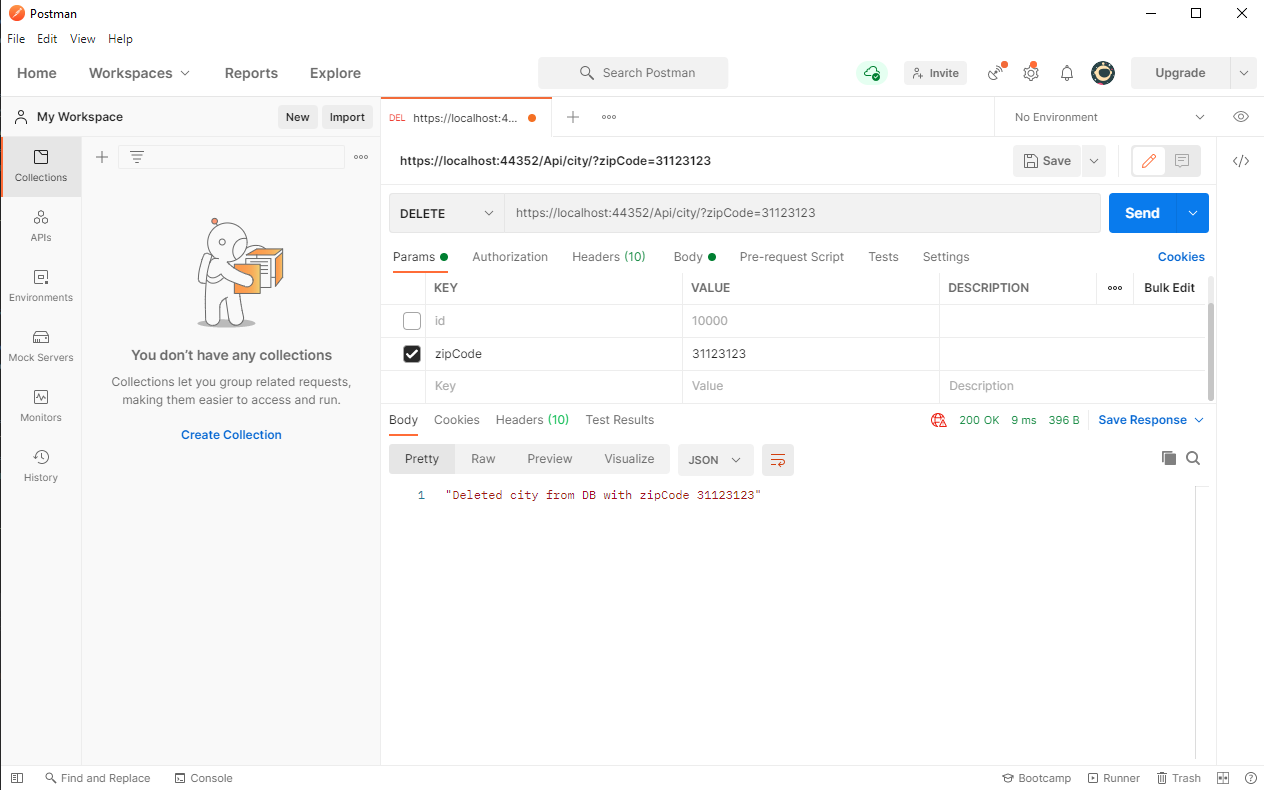 Postman
File Edit View Help
Home Workspaces Reports Explore Search Postman Invite Upgrade
My Workspace New Import DEL https://localhost:4... No Environment
Collections
APIs
Environments
Mock Servers
Monitors
History
You don't have any collections
Collections let you group related requests,
making them easier to access and run.
Create Collection
https://localhost:44352/Api/city/?zipCode=31123123 Save
DELETE https://localhost:44352/Api/city/?zipCode=31123123 Send
Params Authorization Headers (10) Body Pre-request Script Tests Settings Cookies
KEY VALUE DESCRIPTION Bulk Edit
id 10000
zipCode 31123123
Key Value Description
Body Cookies Headers (10) Test Results 200 OK 9 ms 396 B Save Response
Pretty Raw Preview Visualize JSON
1 "Deleted city from DB with zipCode 31123123"
Find and Replace Console Bootcamp Runner Trash